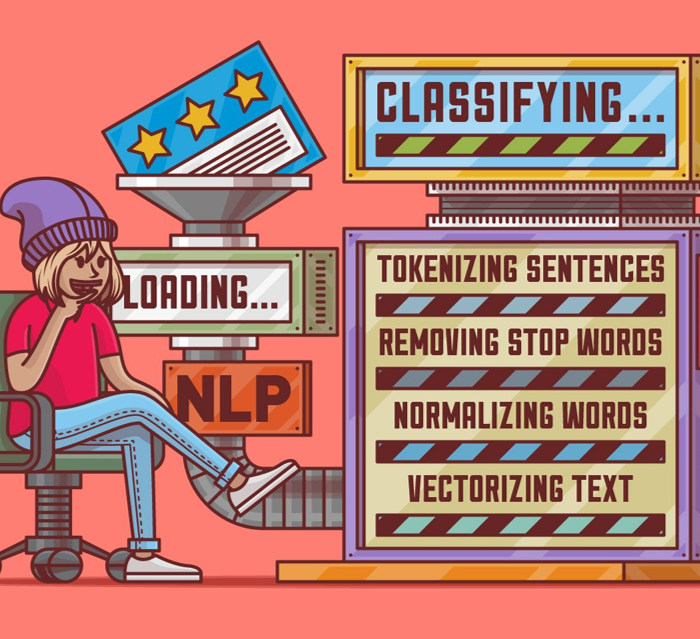 CLASSIFYING...
LOADING...
NLP
TOKENIZING SENTENCES
REMOVING STOP WORDS
NORMALIZING WORDS
VECTORIZING TEXT